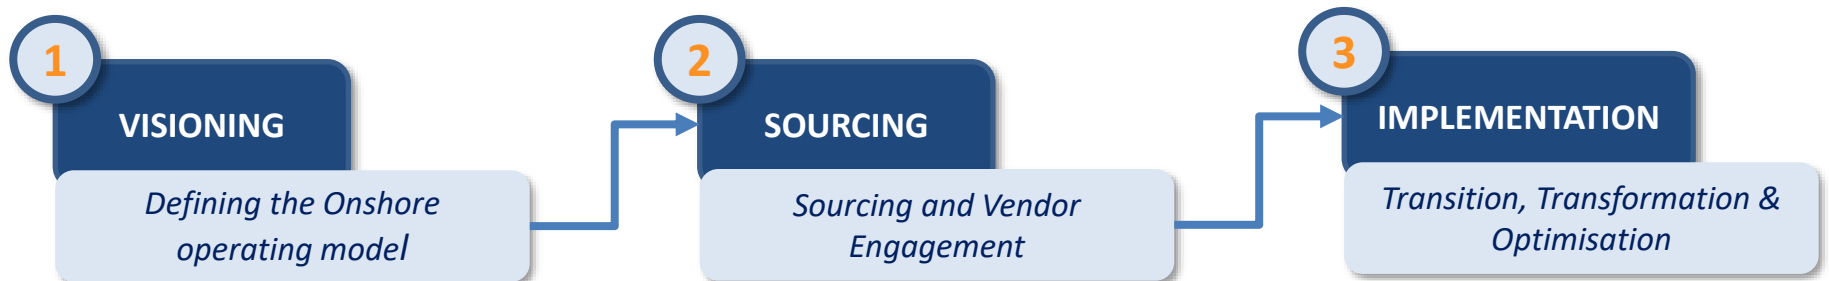 1
VISIONING
Defining the Onshore
operating model
2
SOURCING
Sourcing and Vendor
Engagement
3
IMPLEMENTATION
Transition, Transformation &
Optimisation